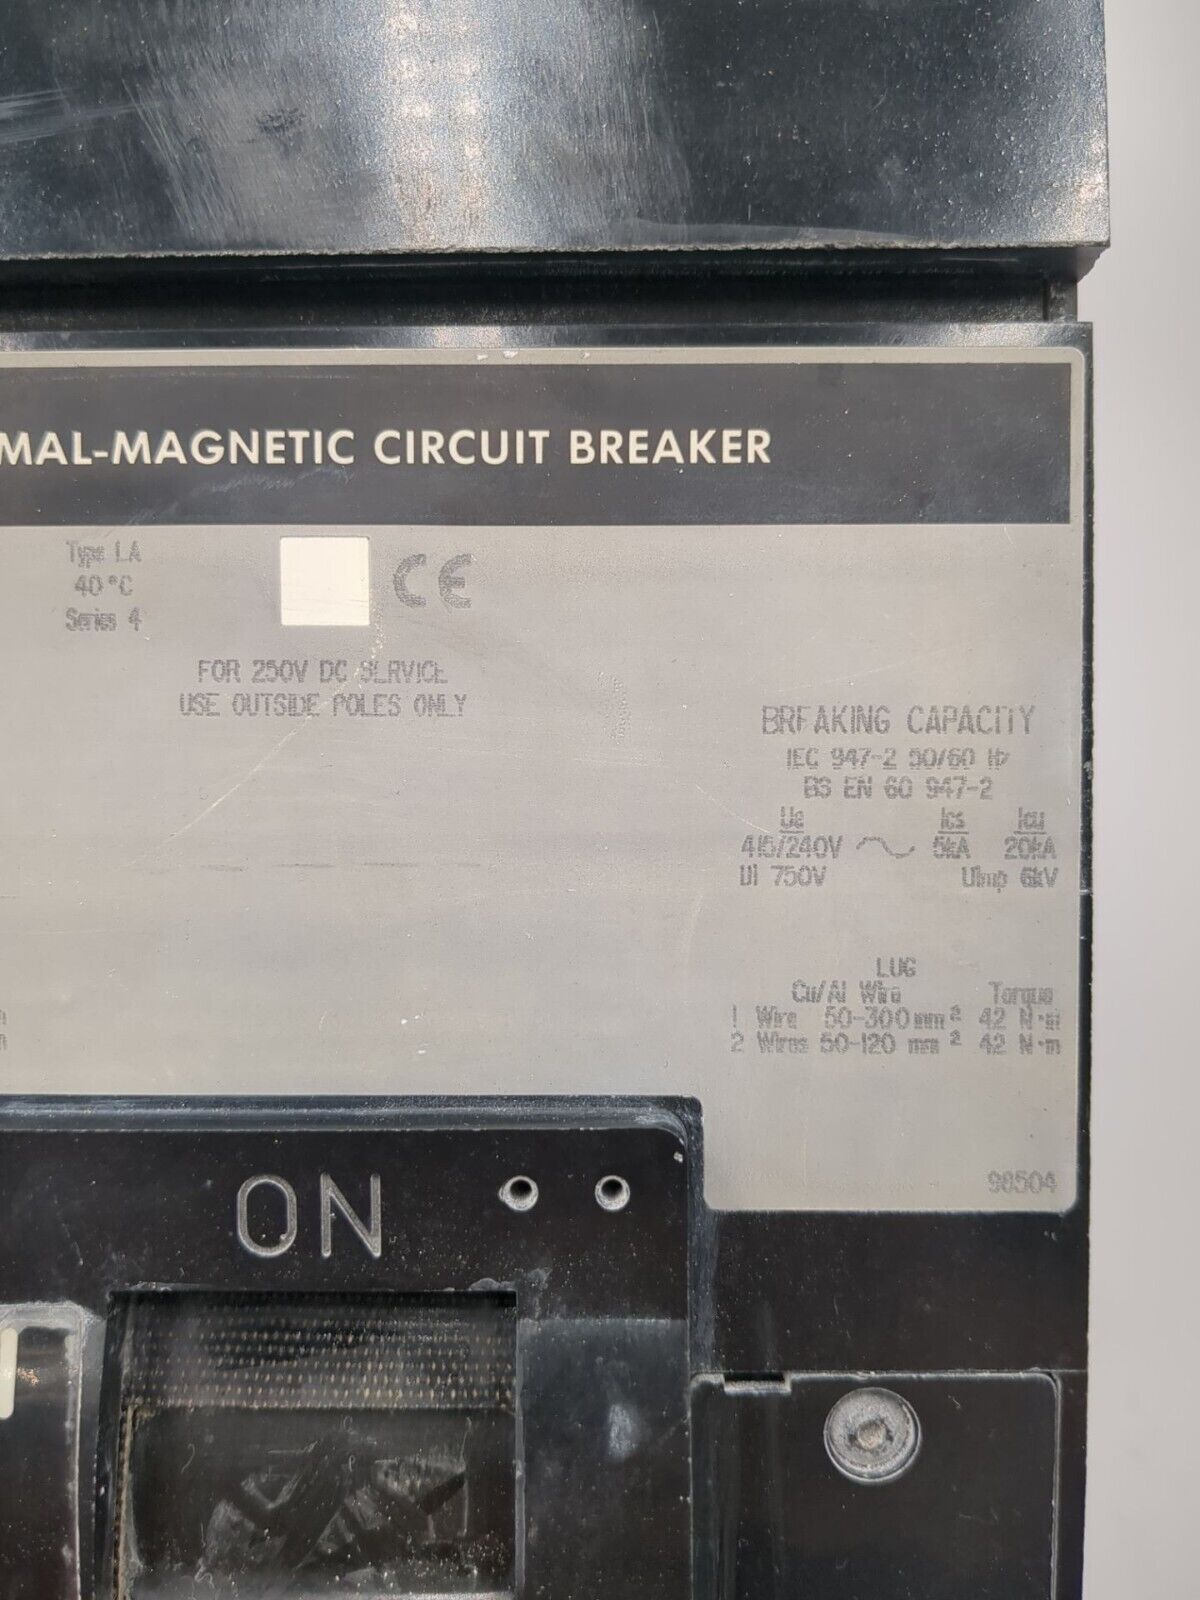 MAL-MAGNETIC CIRCUIT BREAKER
Type LA
40°C
Series 4
CE
FOR 250V DC SERVICE
USE OUTSIDE POLES ONLY
BREAKING CAPACITY
IEC 947-2 50/60 Hz
BS EN 60 947-2
Ue Ics Icu
415/240V 5kA 20kA
Ui 750V Uimp 6kV
LUG
Cu/Al Wire Torque
1 Wire 50-300 mm² 42 N·m
2 Wires 50-120 mm² 42 N·m
98504
ON